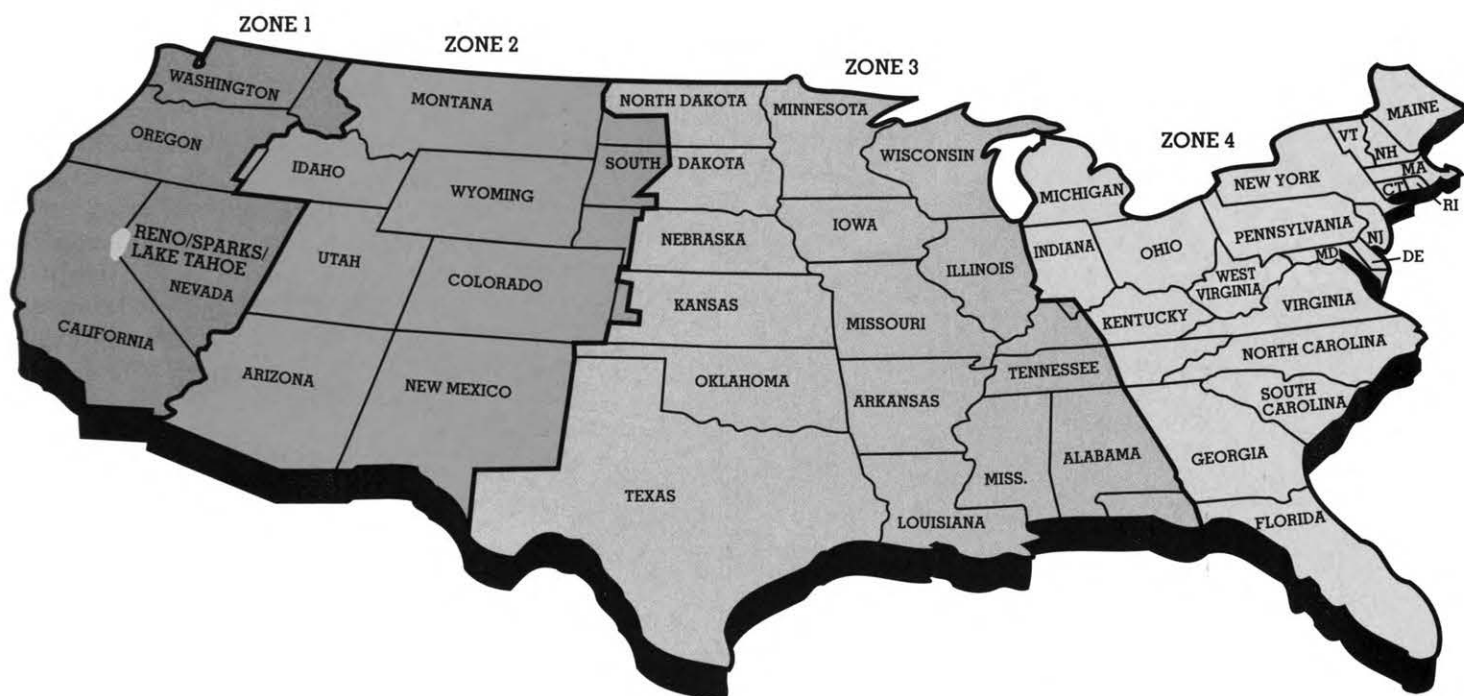 ZONE 1
ZONE 2
ZONE 3
ZONE 4
WASHINGTON
OREGON
CALIFORNIA
RENO/SPARKS/
LAKE TAHOE
NEVADA
IDAHO
MONTANA
WYOMING
UTAH
COLORADO
ARIZONA
NEW MEXICO
NORTH DAKOTA
SOUTH DAKOTA
NEBRASKA
KANSAS
OKLAHOMA
TEXAS
MINNESOTA
IOWA
MISSOURI
ARKANSAS
LOUISIANA
WISCONSIN
ILLINOIS
TENNESSEE
MISS.
ALABAMA
MICHIGAN
INDIANA
OHIO
KENTUCKY
WEST
VIRGINIA
VIRGINIA
NORTH CAROLINA
SOUTH
CAROLINA
GEORGIA
FLORIDA
PENNSYLVANIA
NEW YORK
MD
DE
NJ
CT
RI
MA
VT
NH
MAINE